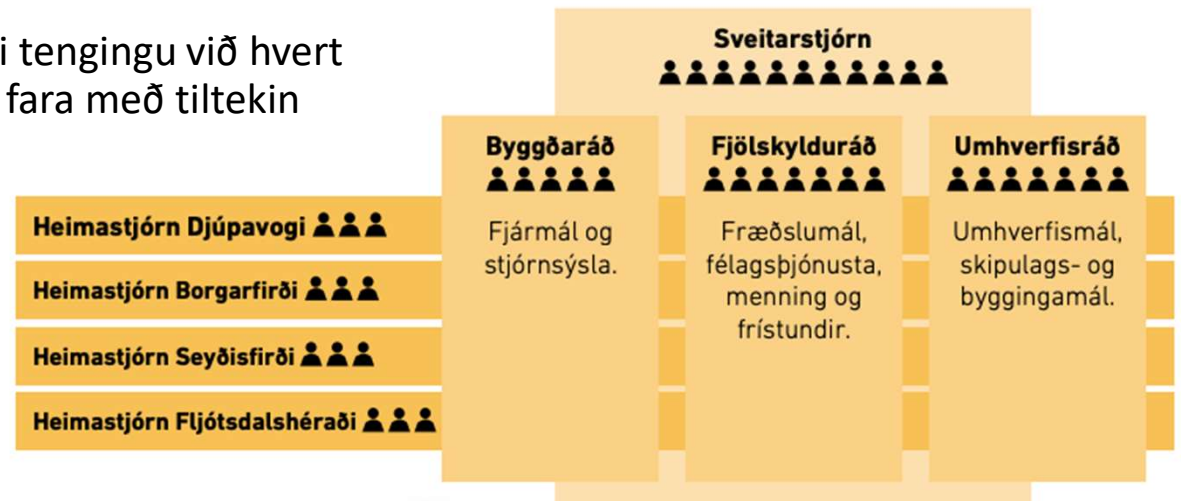 i tengingu við hvert
fara með tiltekin
Sveitarstjórn
Byggðaráð
Fjármál og
stjórnsýsla.
Fjölskylduráð
Fræðslumál,
félagsþjónusta,
menning og
frístundir.
Umhverfisráð
Umhverfismál,
skipulags- og
byggingamál.
Heimastjórn Djúpavogi
Heimastjórn Borgarfirði
Heimastjórn Seyðisfirði
Heimastjórn Fljótsdalshéraði